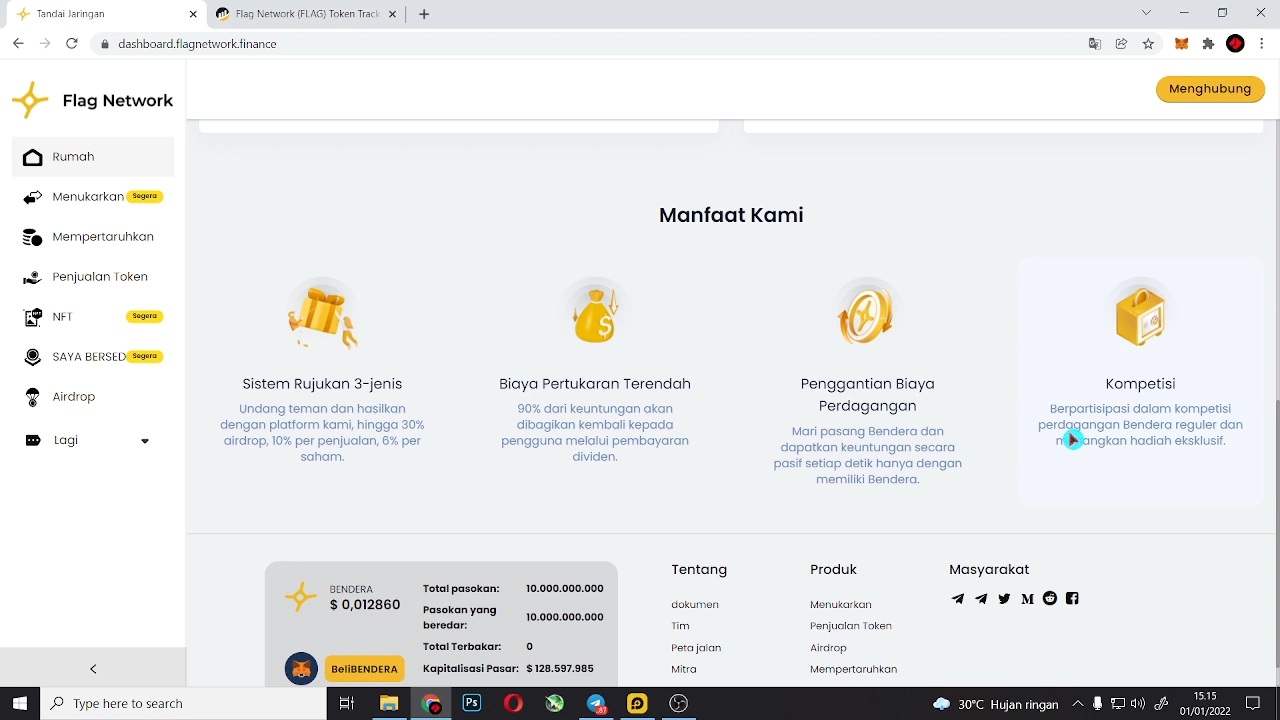 Tandai Jaringan
Flag Network (FLAG) Token Track
dashboard.flagnetwork.finance
Flag Network
Menghubung
Rumah
Menukarkan Segera
Mempertaruhkan
Penjualan Token
NFT Segera
SAYA BERSED Segera
Airdrop
Lagi
Manfaat Kami
Sistem Rujukan 3-jenis
Undang teman dan hasilkan
dengan platform kami, hingga 30%
airdrop, 10% per penjualan, 6% per
saham.
Biaya Pertukaran Terendah
90% dari keuntungan akan
dibagikan kembali kepada
pengguna melalui pembayaran
dividen.
Penggantian Biaya
Perdagangan
Mari pasang Bendera dan
dapatkan keuntungan secara
pasif setiap detik hanya dengan
memiliki Bendera.
Kompetisi
Berpartisipasi dalam kompetisi
perdagangan Bendera reguler dan
hadiah eksklusif.
BENDERA
$ 0,012860
BeliBENDERA
Total pasokan: 10.000.000.000
Pasokan yang
beredar: 10.000.000.000
Total Terbakar: 0
Kapitalisasi Pasar: $ 128.597.985
Tentang
dokumen
Tim
Peta jalan
Mitra
Produk
Menukarkan
Penjualan Token
Airdrop
Mempertaruhkan
Masyarakat
Type here to search
30°C Hujan ringan
15.15
01/01/2022